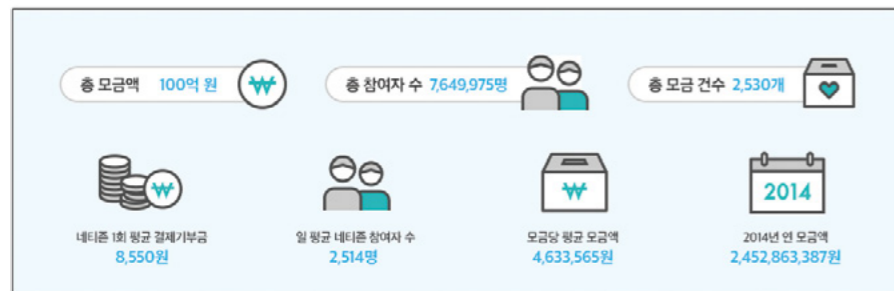 총 모금액 100억 원
총 참여자 수 7,649,975명
총 모금 건수 2,530개
2014
네티즌 1회 평균 결제기부금
8,550원
일 평균 네티즌 참여자 수
2,514명
모금당 평균 모금액
4,633,565원
2014년 연 모금액
2,452,863,387원